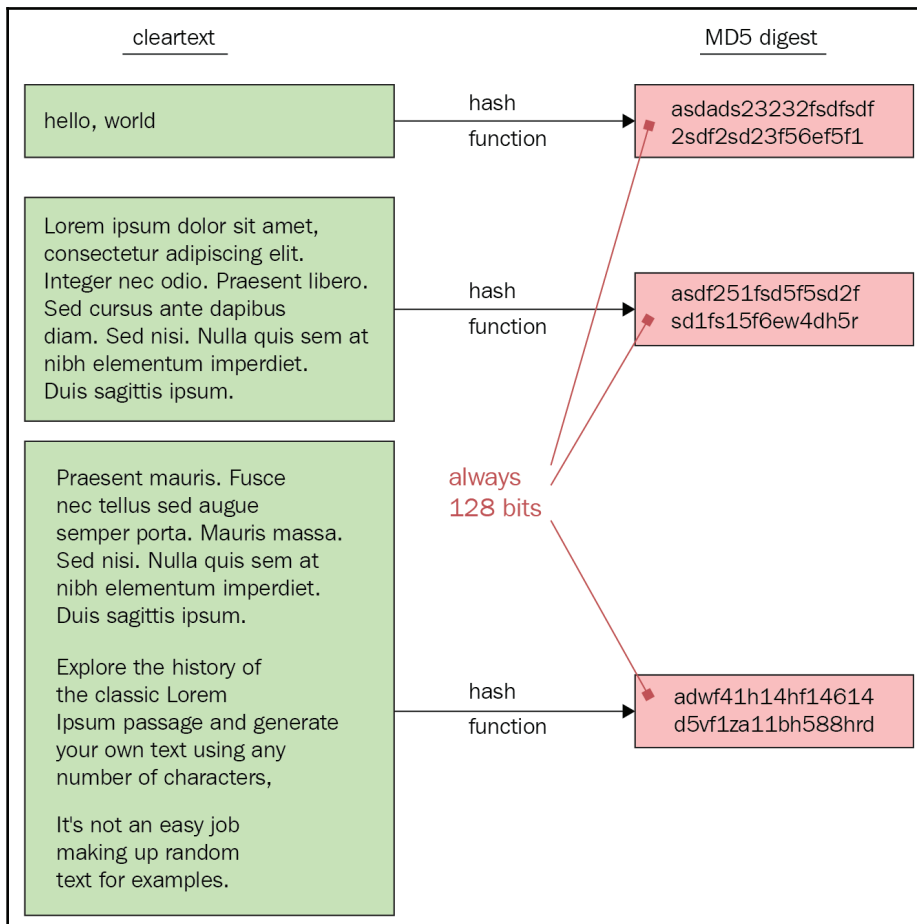 cleartext
MD5 digest
hello, world
hash
function
asdads23232fsdfsdf
2sdf2sd23f56ef5f1
Lorem ipsum dolor sit amet,
consectetur adipiscing elit.
Integer nec odio. Praesent libero.
Sed cursus ante dapibus
diam. Sed nisi. Nulla quis sem at
nibh elementum imperdiet.
Duis sagittis ipsum.
hash
function
asdf251fsd5f5sd2f
sd1fs15f6ew4dh5r
always
128 bits
Praesent mauris. Fusce
nec tellus sed augue
semper porta. Mauris massa.
Sed nisi. Nulla quis sem at
nibh elementum imperdiet.
Duis sagittis ipsum.
Explore the history of
the classic Lorem
Ipsum passage and generate
your own text using any
number of characters,
It's not an easy job
making up random
text for examples.
hash
function
adwf41h14hf14614
d5vf1za11bh588hrd